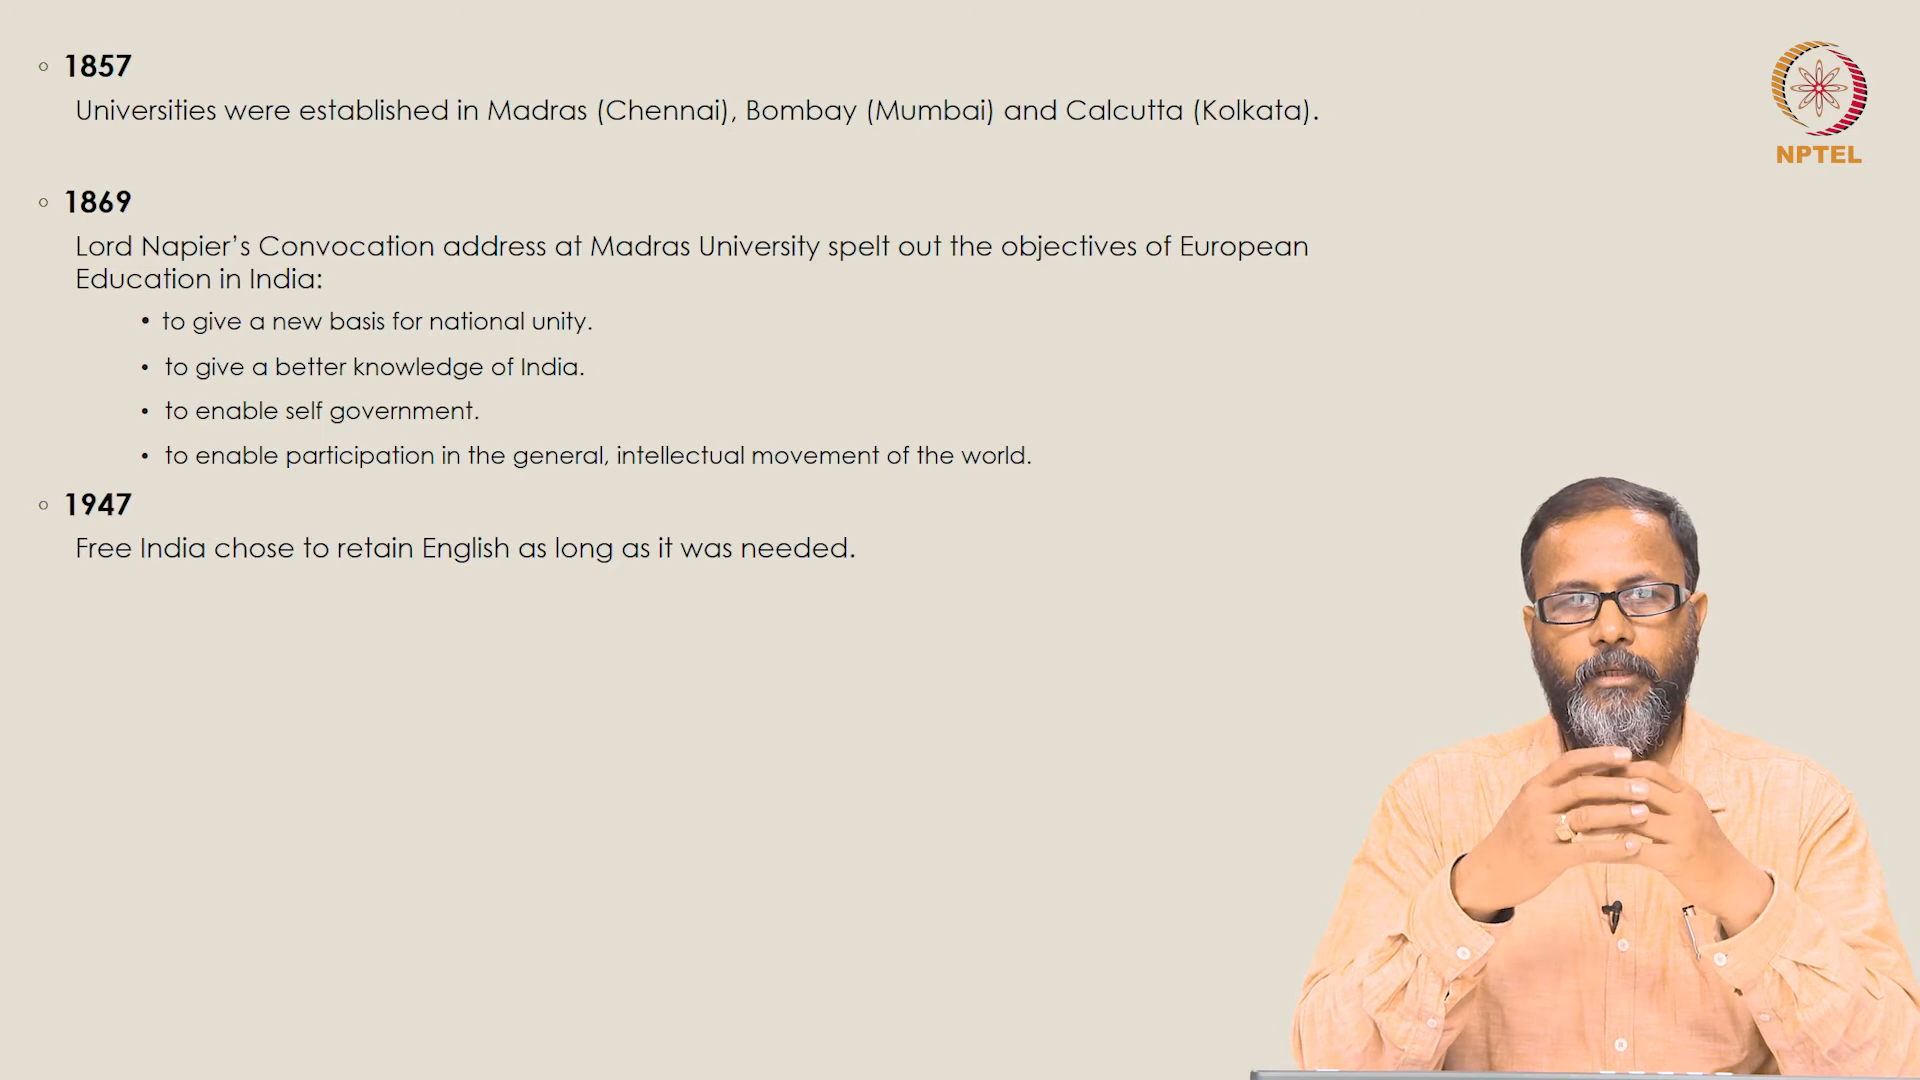 1857
Universities were established in Madras (Chennai), Bombay (Mumbai) and Calcutta (Kolkata).
NPTEL
1869
Lord Napier’s Convocation address at Madras University spelt out the objectives of European
Education in India:
• to give a new basis for national unity.
• to give a better knowledge of India.
• to enable self government.
• to enable participation in the general, intellectual movement of the world.
1947
Free India chose to retain English as long as it was needed.